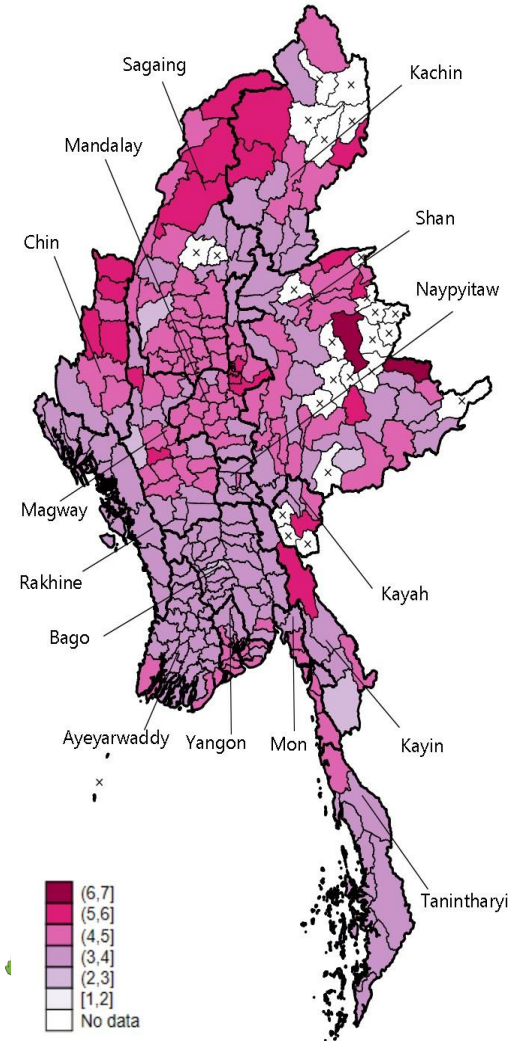 Sagaing
Kachin
Mandalay
Shan
Chin
Naypyitaw
Magway
Rakhine
Kayah
Bago
Ayeyarwaddy
Yangon
Mon
Kayin
Tanintharyi
(6,7]
(5,6]
(4,5]
(3,4]
(2,3]
[1,2]
No data